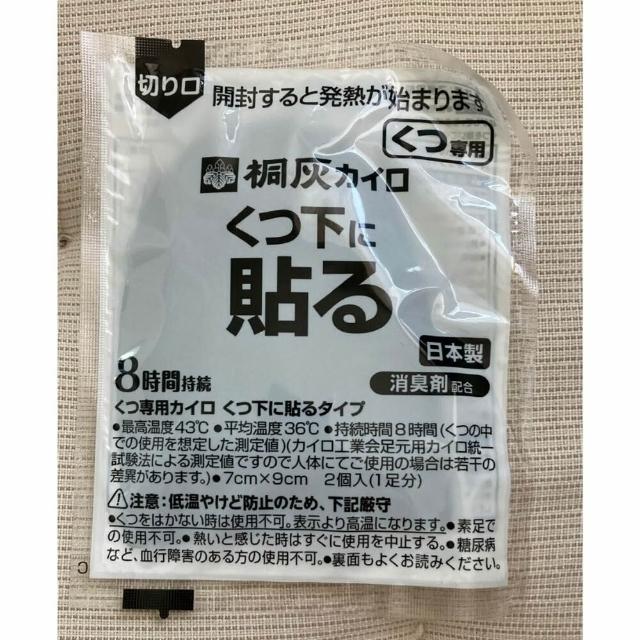 切り口
開封すると発熱が始まります
くつ専用
桐灰カイロ
くつ下に
貼る
日本製
8時間持続
消臭剤配合
くつ専用カイロ くつ下に貼るタイプ
●最高温度43℃ ●平均温度36℃ ●持続時間8時間(くつの中
での使用を想定した測定値)(カイロ工業会足元用カイロ統一
試験法による測定値ですので人体にてご使用の場合は若干の
差異があります。)●7cm×9cm 2個入(1足分)
⚠注意:低温やけど防止のため、下記厳守
●くつをはかない時は使用不可。表示より高温になります。●素足で
の使用不可。●熱いと感じた時はすぐに使用を中止する。●糖尿病
など、血行障害のある方の使用不可。●裏面もよくお読みください。